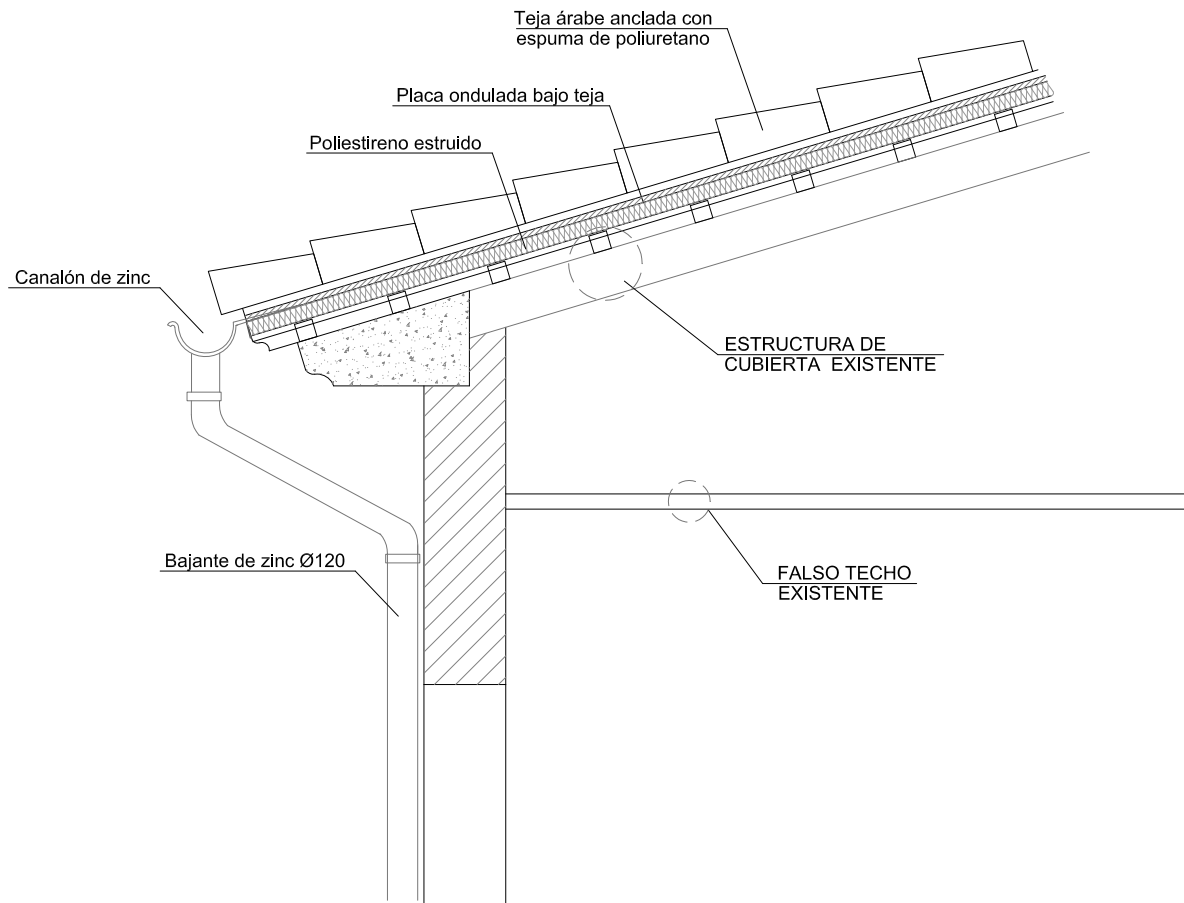 Teja árabe anclada con
espuma de poliuretano
Placa ondulada bajo teja
Poliestireno estruido
Canalón de zinc
ESTRUCTURA DE
CUBIERTA EXISTENTE
Bajante de zinc Ø120
FALSO TECHO
EXISTENTE